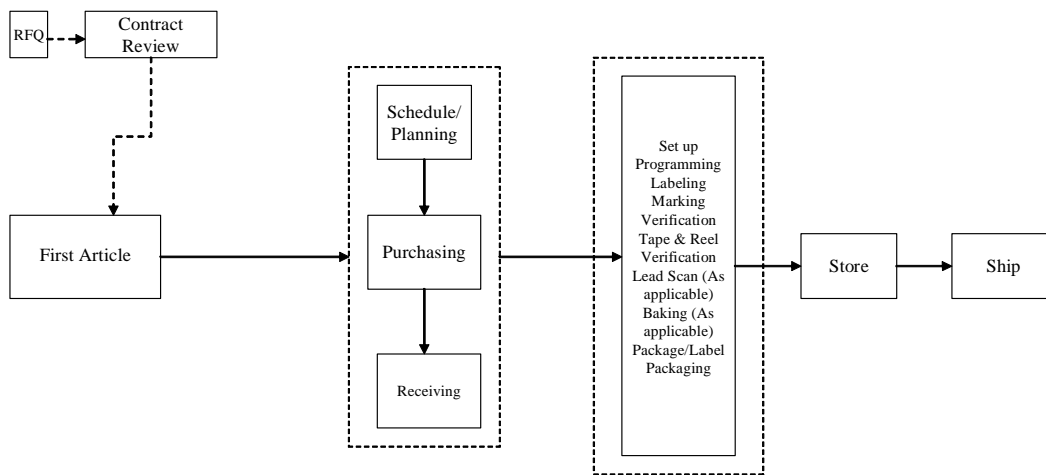 RFQ
Contract
Review
Schedule/
Planning
First Article
Purchasing
Receiving
Set up
Programming
Labeling
Marking
Verification
Tape & Reel
Verification
Lead Scan (As
applicable)
Baking (As
applicable)
Package/Label
Packaging
Store
Ship